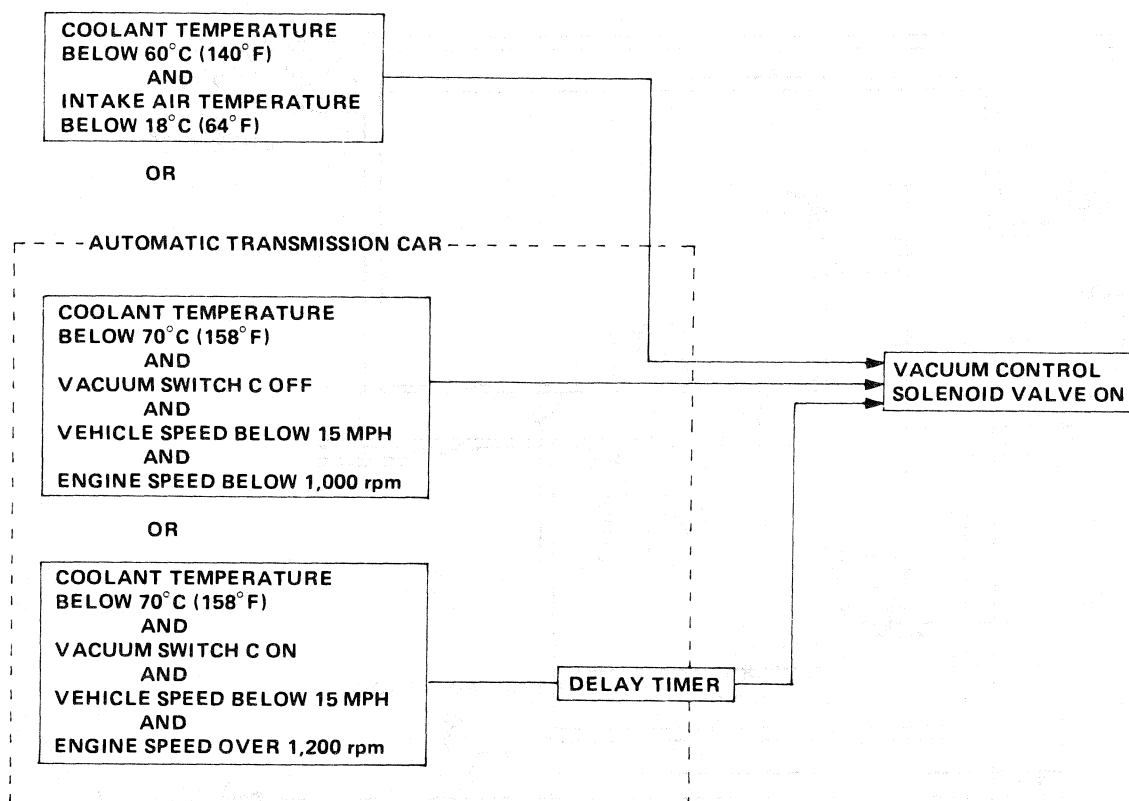 COOLANT TEMPERATURE
BELOW 60°C (140°F)
AND
INTAKE AIR TEMPERATURE
BELOW 18°C (64°F)
OR
AUTOMATIC TRANSMISSION CAR
COOLANT TEMPERATURE
BELOW 70°C (158°F)
AND
VACUUM SWITCH C OFF
AND
VEHICLE SPEED BELOW 15 MPH
AND
ENGINE SPEED BELOW 1,000 rpm
VACUUM CONTROL
SOLENOID VALVE ON
OR
COOLANT TEMPERATURE
BELOW 70°C (158°F)
AND
VACUUM SWITCH C ON
AND
VEHICLE SPEED BELOW 15 MPH
AND
ENGINE SPEED OVER 1,200 rpm
DELAY TIMER